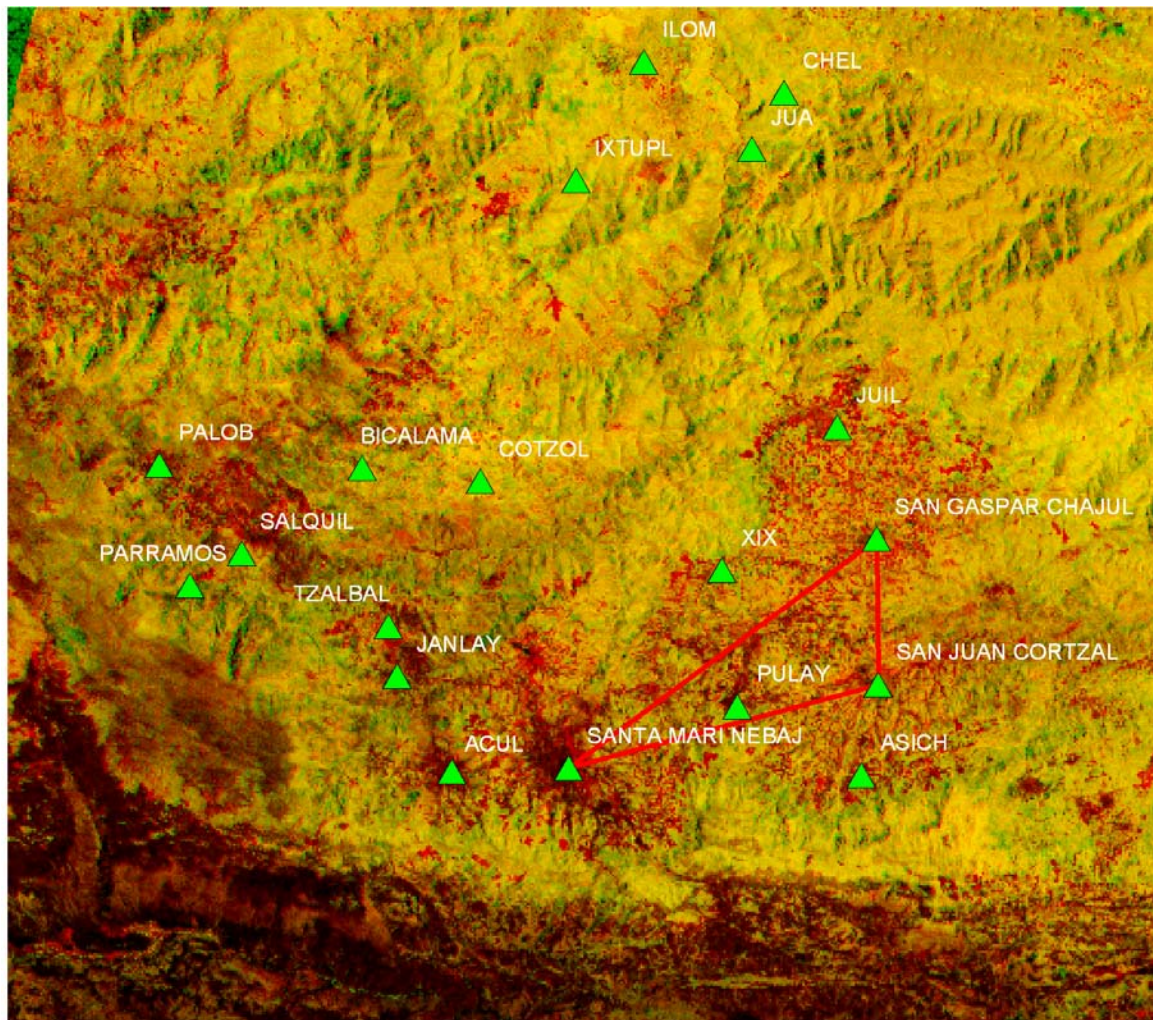 ILOM
CHEL
JUA
IXTUPL
JUIL
PALOB
BICALAMA
COTZOL
SAN GASPAR CHAJUL
SALQUIL
XIX
PARRAMOS
TZALBAL
JANLAY
SAN JUAN CORTZAL
PULAY
SANTA MARI NEBAJ
ACUL
ASICH